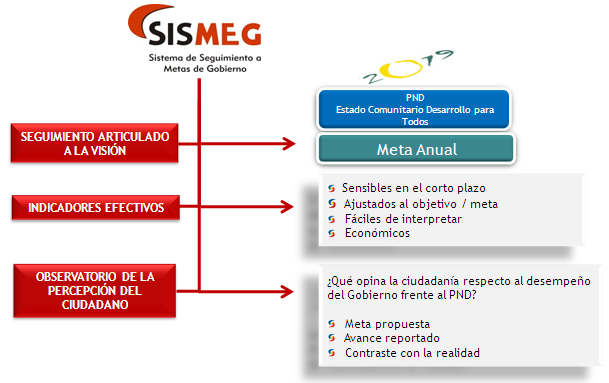 SISMEG
Sistema de Seguimiento a
Metas de Gobierno
2019
PND
Estado Comunitario Desarrollo para
Todos
Meta Anual
SEGUIMIENTO ARTICULADO
A LA VISIÓN
INDICADORES EFECTIVOS
Sensibles en el corto plazo
Ajustados al objetivo / meta
Fáciles de interpretar
Económicos
OBSERVATORIO DE LA
PERCEPCIÓN DEL
CIUDADANO
¿Qué opina la ciudadanía respecto al desempeño
del Gobierno frente al PND?
Meta propuesta
Avance reportado
Contraste con la realidad